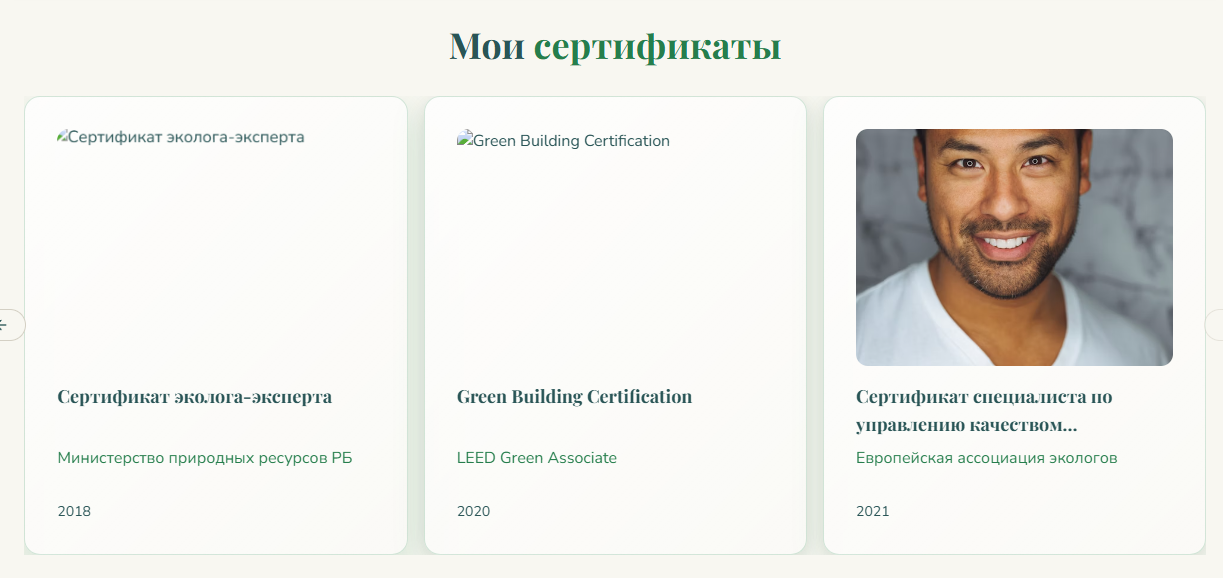 Мои сертификаты
Сертификат эколога-эксперта
Green Building Certification
Сертификат эколога-эксперта
Министерство природных ресурсов РБ
2018
Green Building Certification
LEED Green Associate
2020
Сертификат специалиста по
управлению качеством...
Европейская ассоциация экологов
2021